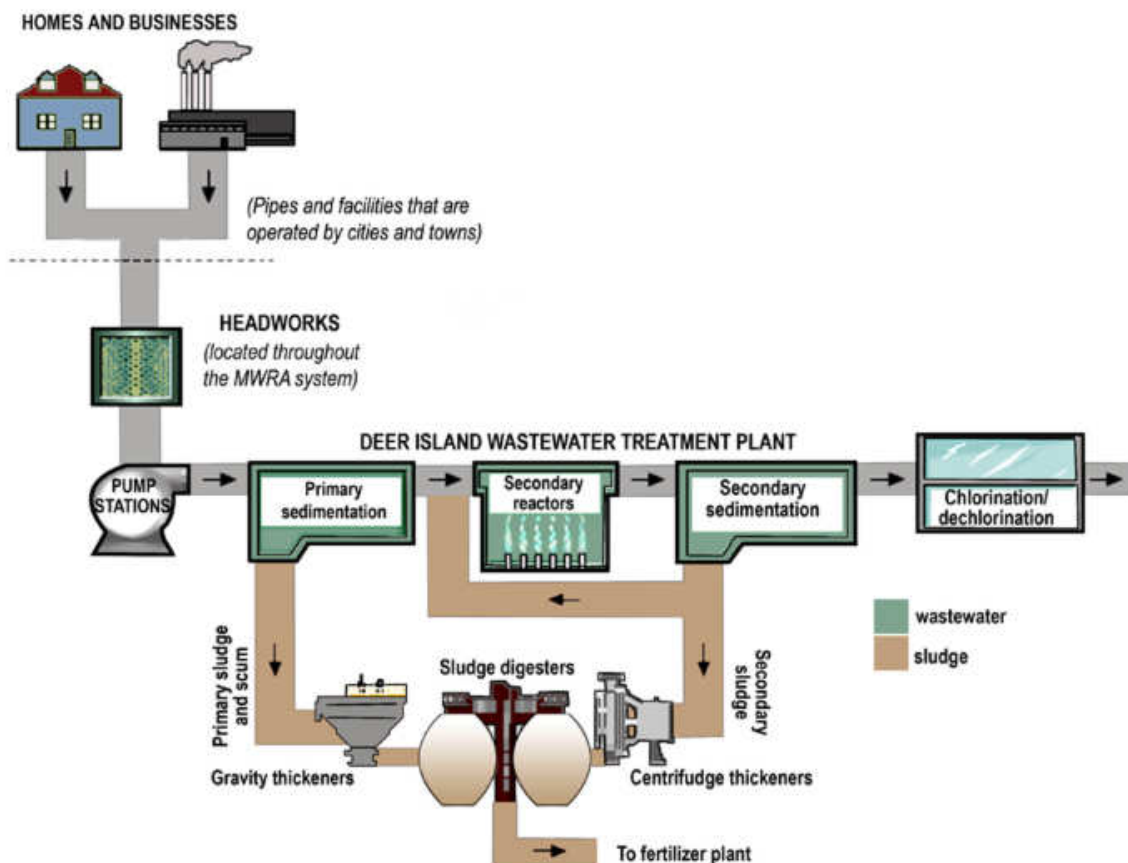 HOMES AND BUSINESSES
(Pipes and facilities that are
operated by cities and towns)
HEADWORKS
(located throughout
the MWRA system)
DEER ISLAND WASTEWATER TREATMENT PLANT
PUMP
STATIONS
Primary
sedimentation
Secondary
reactors
Secondary
sedimentation
Chlorination/
dechlorination
wastewater
sludge
Primary sludge
and scum
Sludge digesters
Secondary
sludge
Gravity thickeners
Centrifudge thickeners
To fertilizer plant